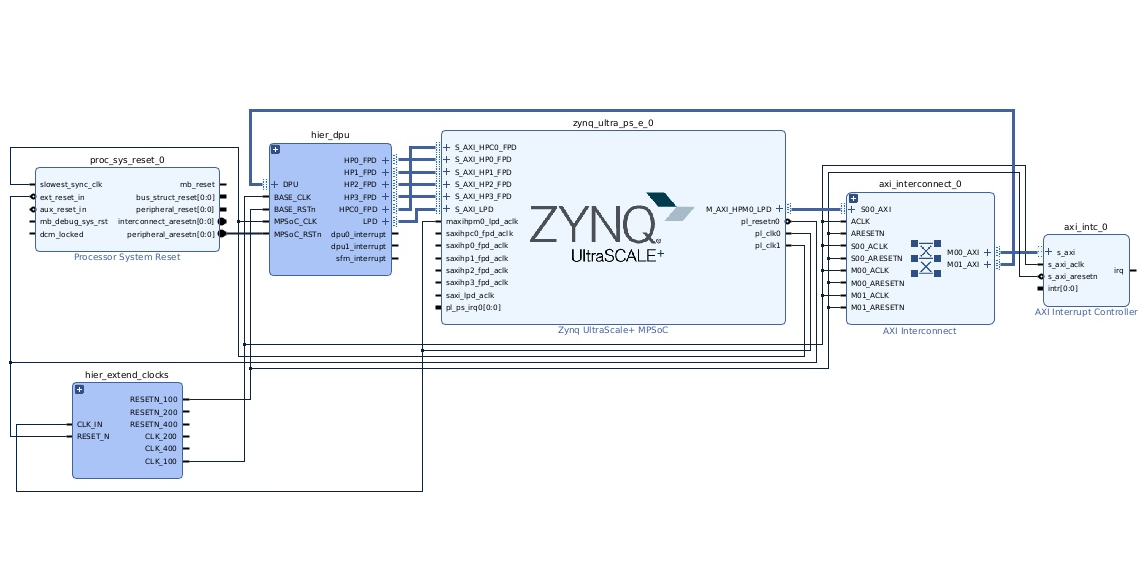 proc_sys_reset_0
slowest_sync_clk
ext_reset_in
aux_reset_in
mb_debug_sys_rst
dcm_locked
mb_reset
bus_struct_reset[0:0]
peripheral_reset[0:0]
interconnect_aresetn[0:0]
peripheral_aresetn[0:0]
Processor System Reset
hier_dpu
DPU
BASE_CLK
BASE_RSTn
MPSoC_CLK
MPSoC_RSTn
HP0_FPD
HP1_FPD
HP2_FPD
HP3_FPD
HPC0_FPD
LPD
dpu0_interrupt
dpu1_interrupt
sfm_interrupt
zynq_ultra_ps_e_0
S_AXI_HPC0_FPD
S_AXI_HP0_FPD
S_AXI_HP1_FPD
S_AXI_HP2_FPD
S_AXI_HP3_FPD
S_AXI_LPD
maxihpm0_lpd_aclk
saxihpc0_fpd_aclk
saxihp0_fpd_aclk
saxihp1_fpd_aclk
saxihp2_fpd_aclk
saxihp3_fpd_aclk
saxi_lpd_aclk
pl_ps_irq0[0:0]
ZYNQ
UltraSCALE+
M_AXI_HPM0_LPD
pl_resetn0
pl_clk0
pl_clk1
Zynq UltraScale+ MPSoC
axi_interconnect_0
S00_AXI
ACLK
ARESETN
S00_ACLK
S00_ARESETN
M00_ACLK
M00_ARESETN
M01_ACLK
M01_ARESETN
M00_AXI
M01_AXI
AXI Interconnect
axi_intc_0
s_axi
s_axi_aclk
s_axi_aresetn
intr[0:0]
irq
AXI Interrupt Controller
hier_extend_clocks
CLK_IN
RESET_N
RESETN_100
RESETN_200
RESETN_400
CLK_200
CLK_400
CLK_100